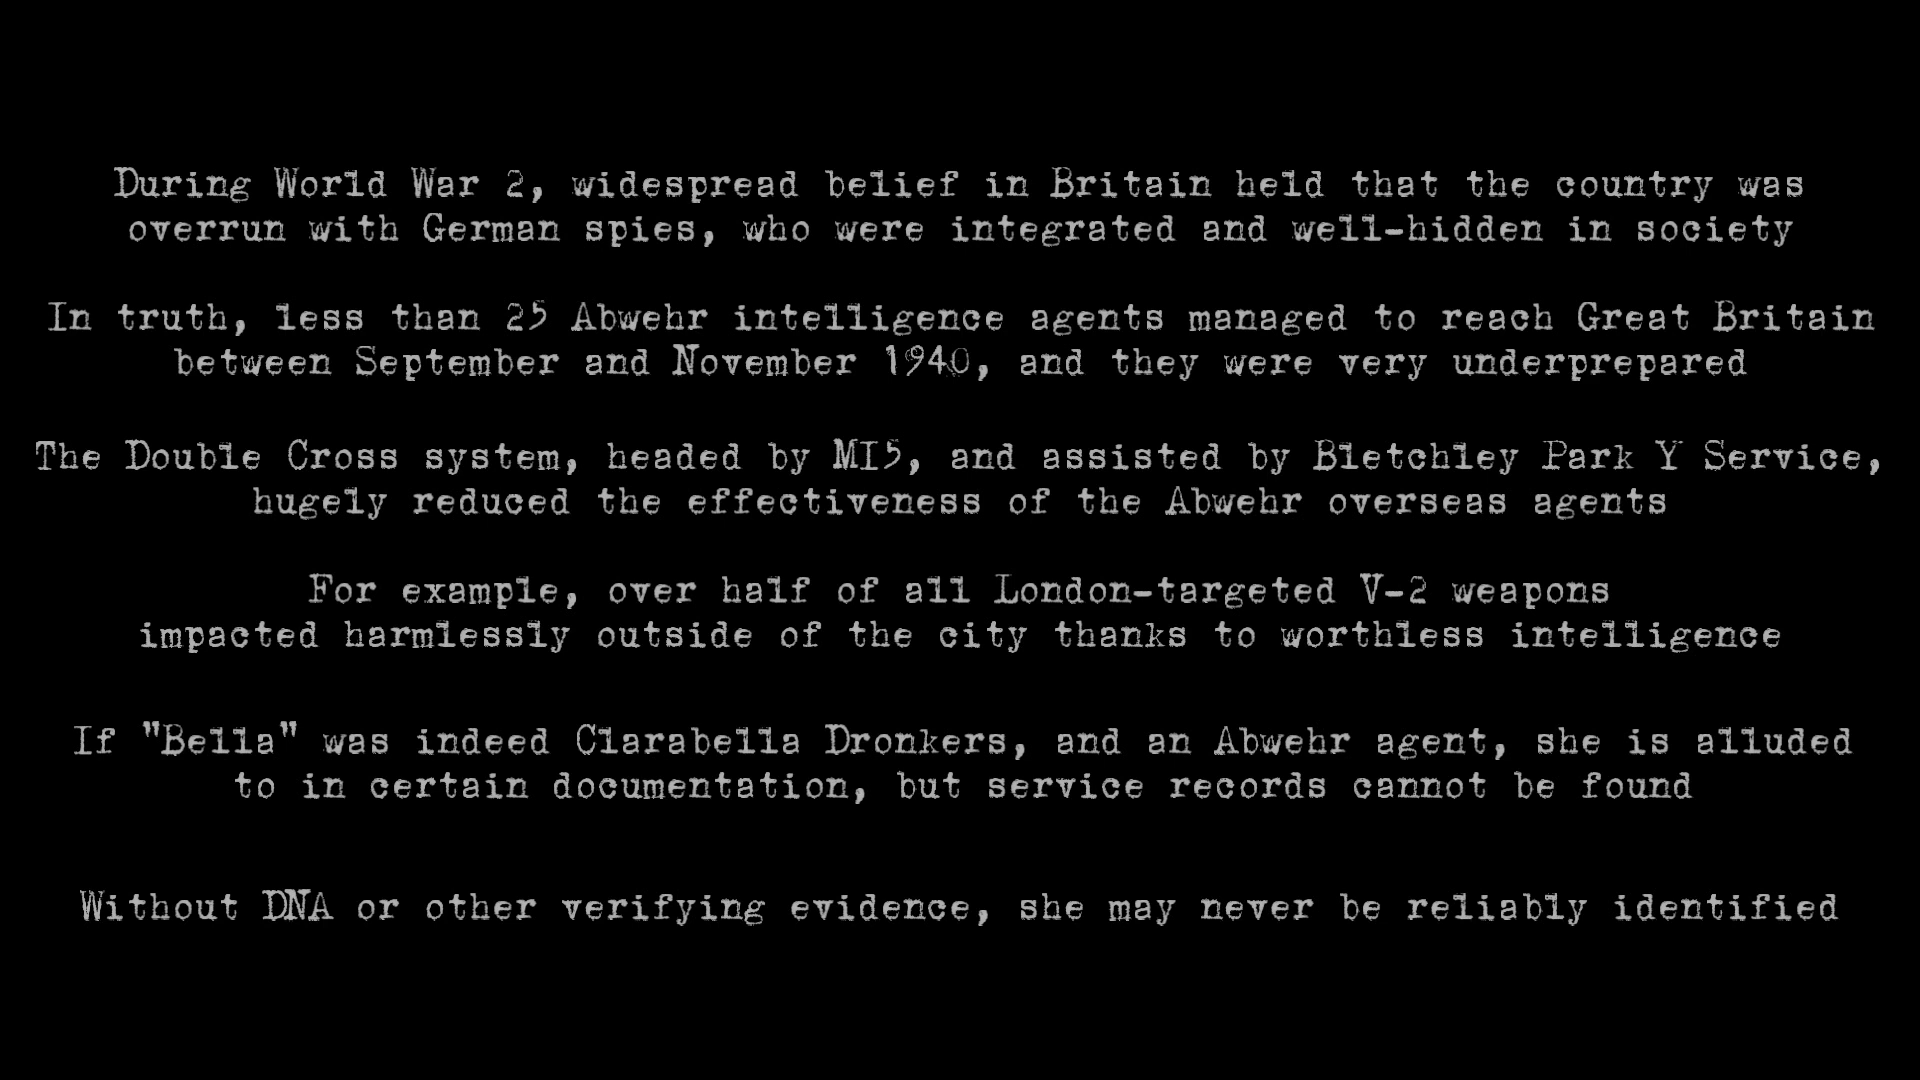 During World War 2, widespread belief in Britain held that the country was
overrun with German spies, who were integrated and well-hidden in society
In truth, less than 25 Abwehr intelligence agents managed to reach Great Britain
between September and November 1940, and they were very underprepared
The Double Cross system, headed by MI5, and assisted by Bletchley Park Y Service,
hugely reduced the effectiveness of the Abwehr overseas agents
For example, over half of all London-targeted V-2 weapons
impacted harmlessly outside of the city thanks to worthless intelligence
If "Bella" was indeed Clarabella Dronkers, and an Abwehr agent, she is alluded
to in certain documentation, but service records cannot be found
Without DNA or other verifying evidence, she may never be reliably identified